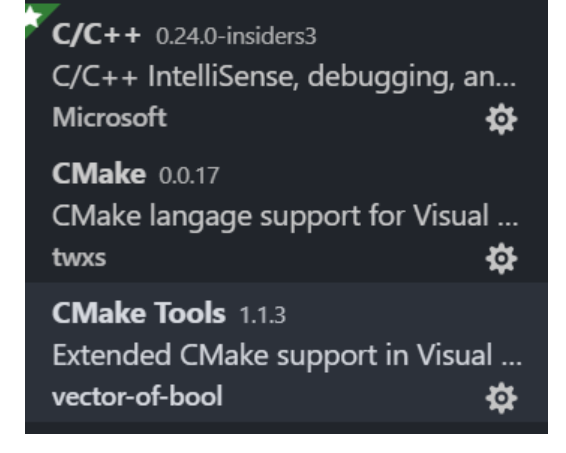 C/C++ 0.24.0-insiders3
C/C++ IntelliSense, debugging, an...
Microsoft
CMake 0.0.17
CMake langage support for Visual ...
twxs
CMake Tools 1.1.3
Extended CMake support in Visual ...
vector-of-bool